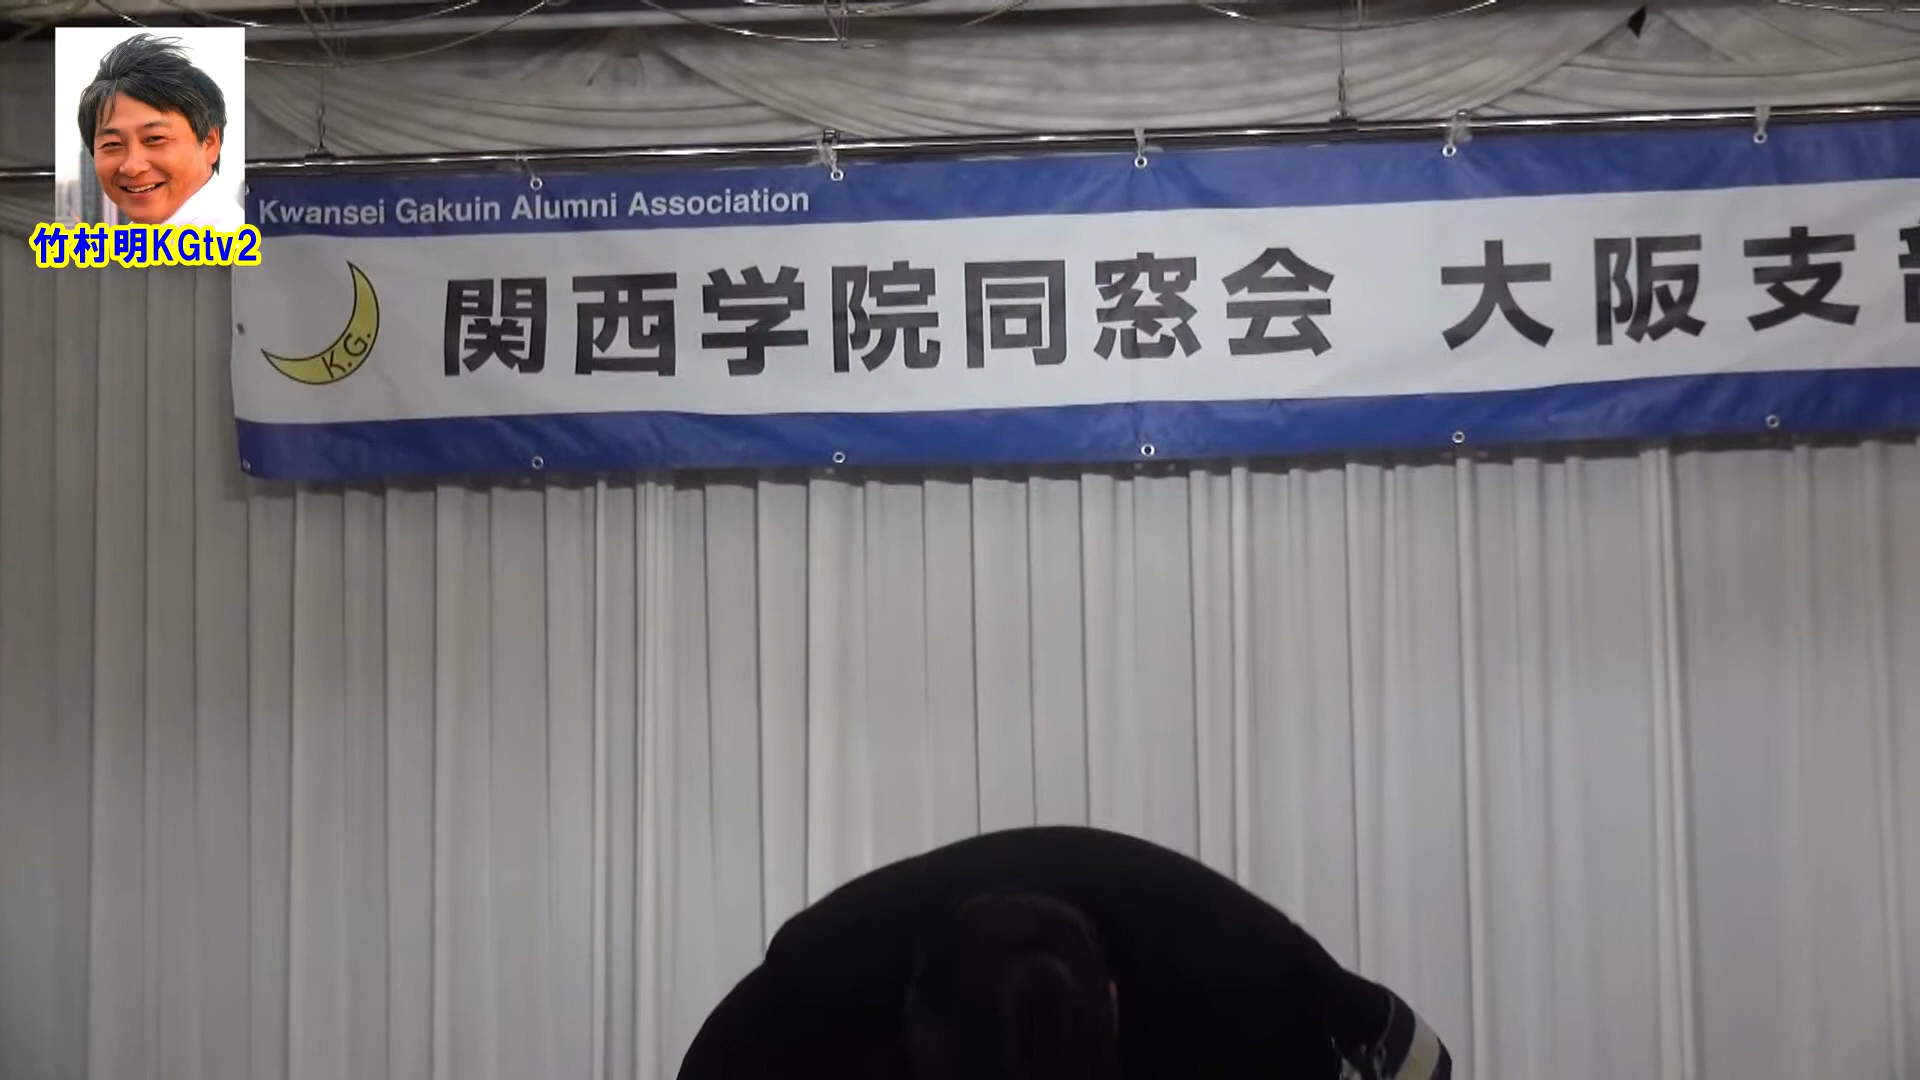 竹村明KGtv2
Kwansei Gakuin Alumni Association
K.G.
関西学院同窓会 大阪支部